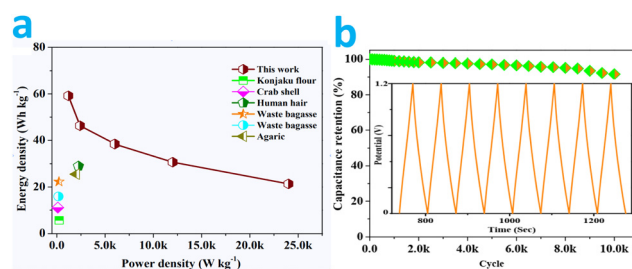 a
80
60
40
20
0
Energy density (Wh kg⁻¹)
This work
Konjaku flour
Crab shell
Human hair
Waste bagasse
Waste bagasse
Agaric
0.0 5.0k 10.0k 15.0k 20.0k 25.0k
Power density (W kg⁻¹)
b
100
80
60
40
20
0
Capacitance retention (%)
1.2
0
Potential (V)
800 1000 1200
Time (Sec)
0.0 2.0k 4.0k 6.0k 8.0k 10.0k
Cycle